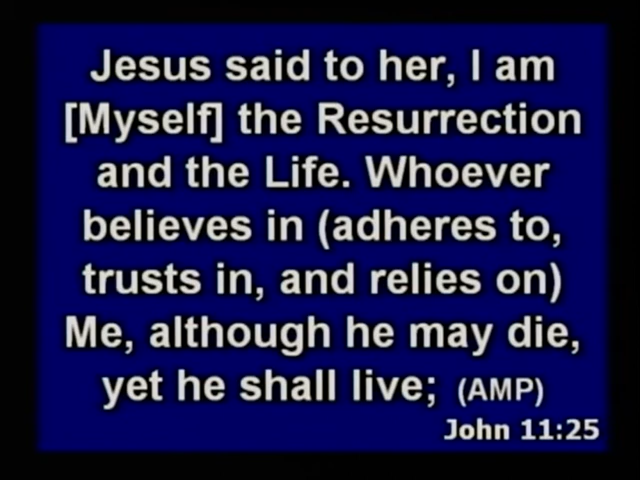 Jesus said to her, I am
[Myself] the Resurrection
and the Life. Whoever
believes in (adheres to,
trusts in, and relies on)
Me, although he may die,
yet he shall live; (AMP)
John 11:25